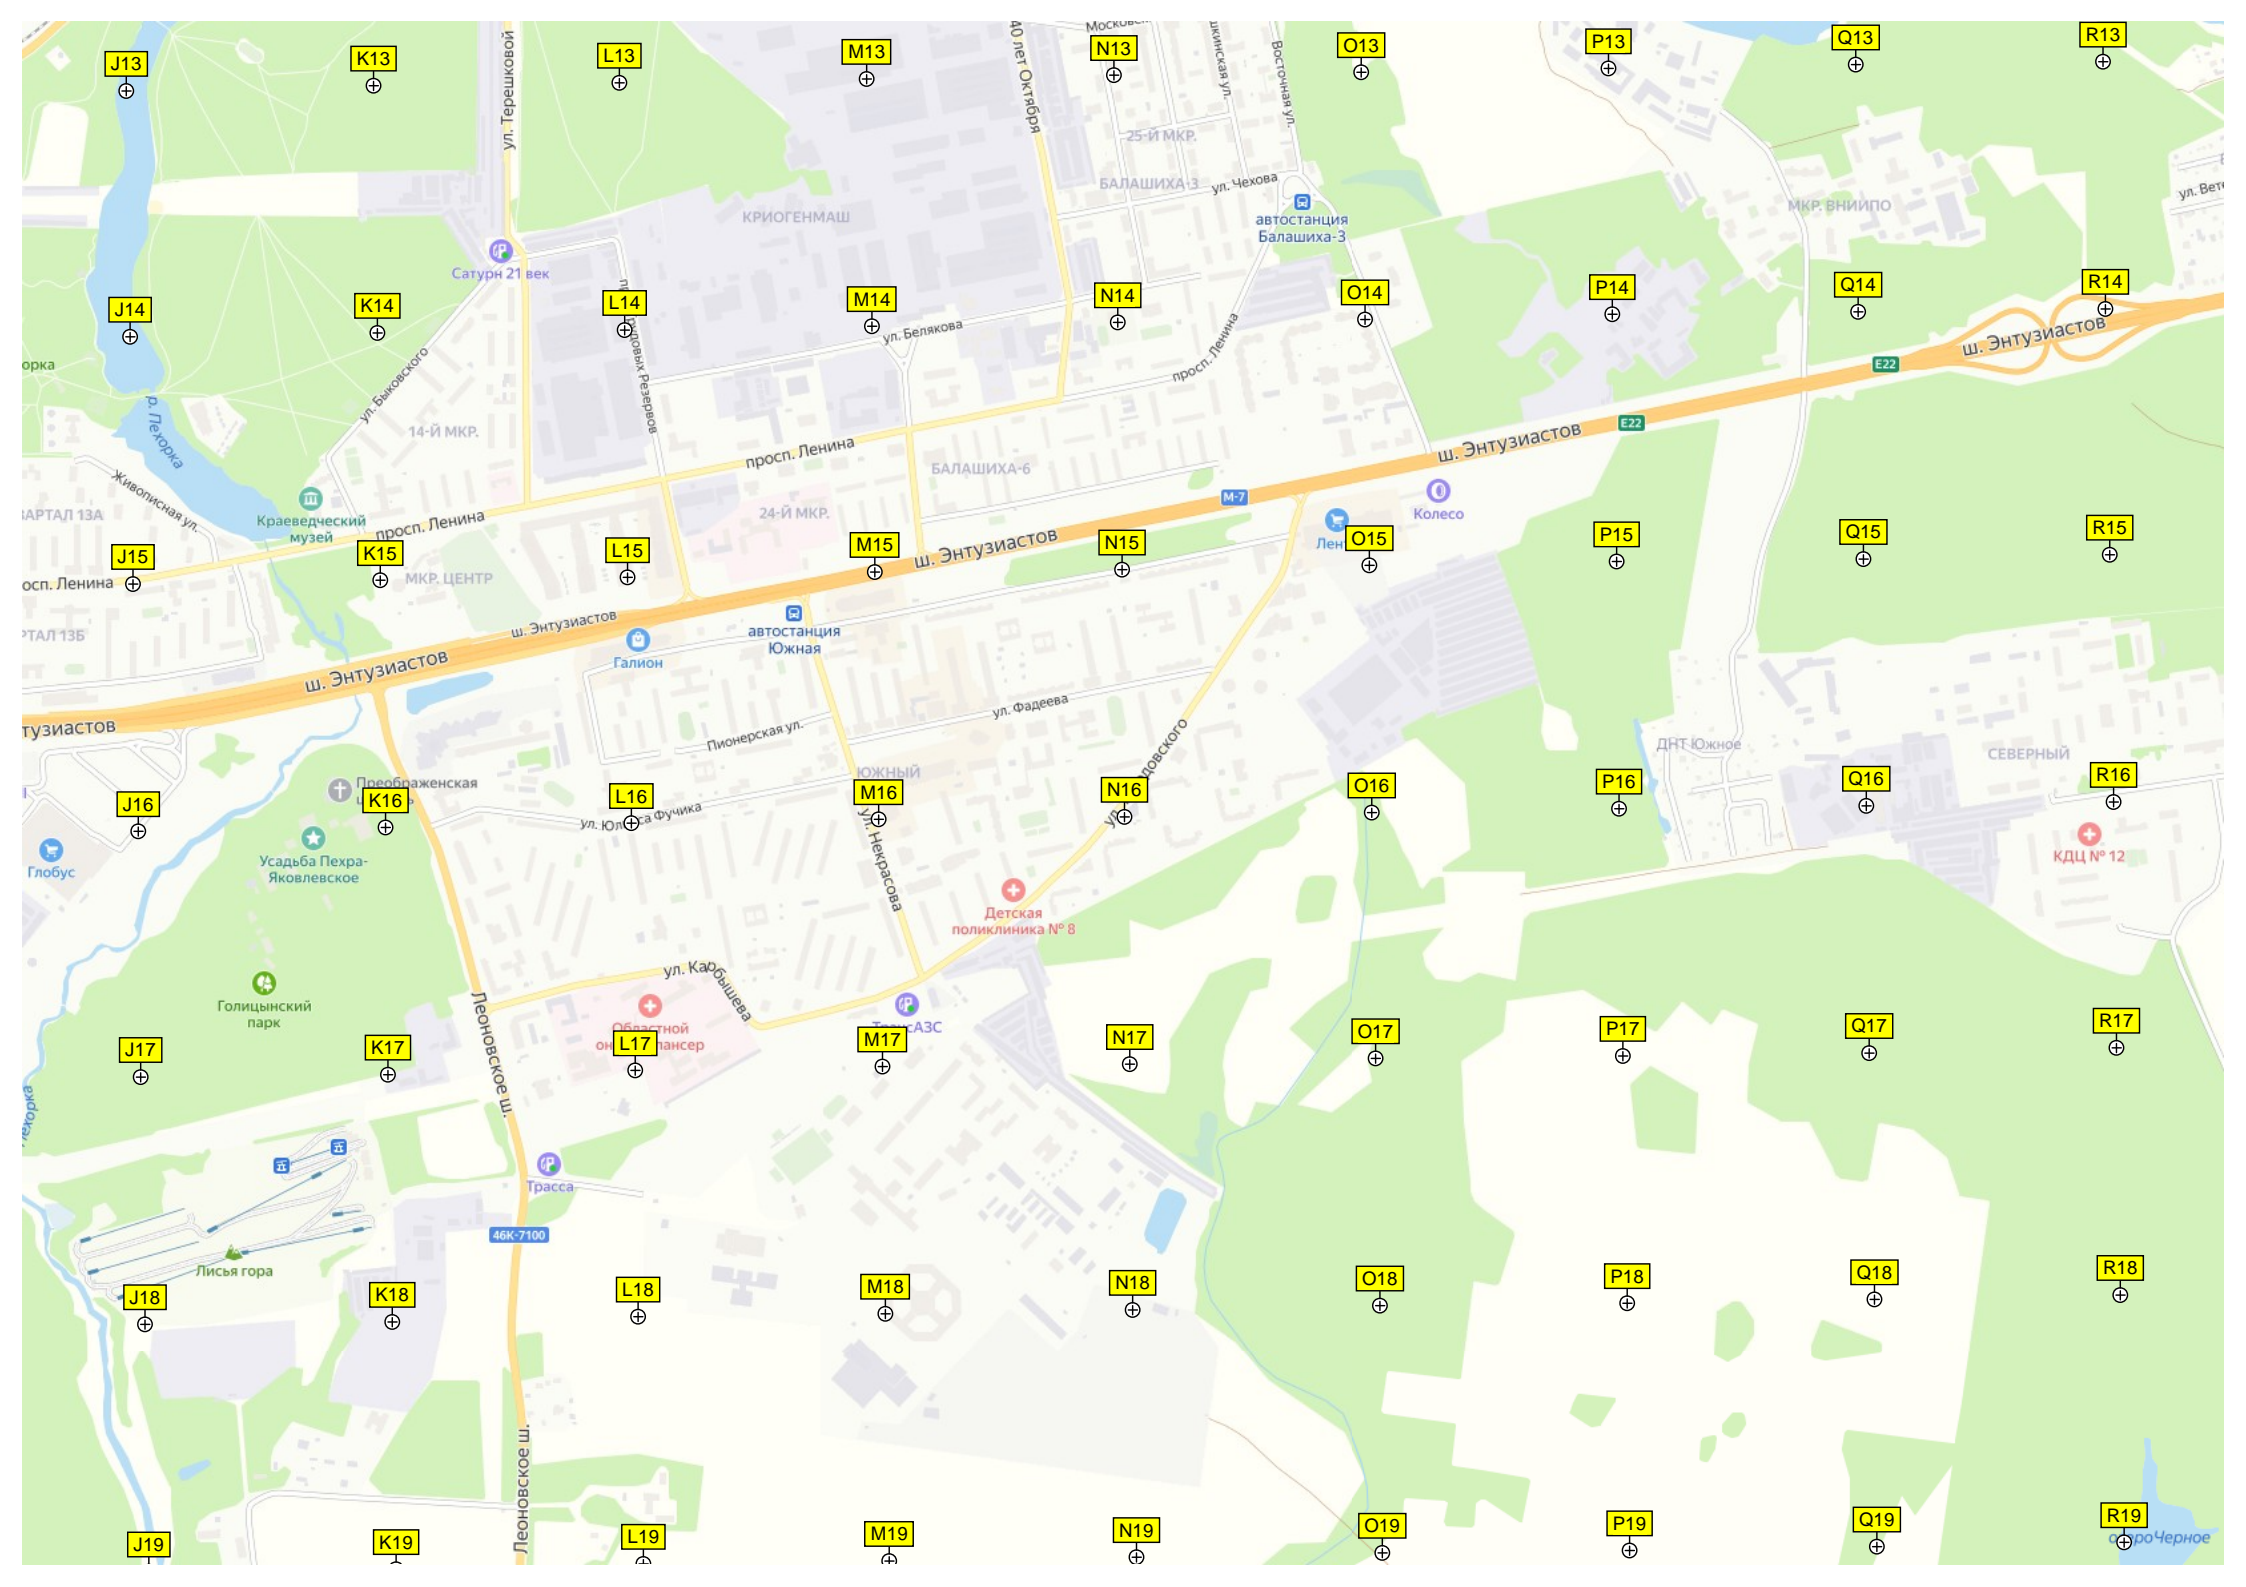 J13
K13
L13
M13
N13
O13
P13
Q13
R13
ул. Терешковой
40 лет Октября
Восточная ул.
25-Й МКР.
БАЛАШИХА-3
ул. Чехова
КРИОГЕНМАШ
автостанция
Балашиха-3
МКР. ВНИИПО
Сатурн 21 век
J14
K14
L14
M14
N14
O14
P14
Q14
R14
ул. Белякова
ш. Энтузиастов
E22
просп. Ленина
ул. Быковского
р. Пехорка
14-Й МКР.
E22
ш. Энтузиастов
просп. Ленина
БАЛАШИХА-6
Живописная ул.
М-7
Колесо
24-Й МКР.
Краеведческий
музей
просп. Ленина
J15
K15
L15
M15
N15
O15
P15
Q15
R15
ш. Энтузиастов
МКР. ЦЕНТР
ш. Энтузиастов
автостанция
Южная
Галион
ш. Энтузиастов
ул. Фадеева
Пионерская ул.
ДНТ Южное
СЕВЕРНЫЙ
ЮЖНЫЙ
Преображенская
J16
K16
L16
M16
N16
O16
P16
Q16
R16
ул. Некрасова
Глобус
Усадьба Пехра-
Яковлевское
КДЦ № 12
Детская
поликлиника № 8
ул. Карбышева
Голицынский
парк
Леоновское ш.
Областной
J17
K17
L17
M17
N17
O17
P17
Q17
R17
Трасса
46К-7100
Лисья гора
J18
K18
L18
M18
N18
O18
P18
Q18
R18
Леоновское ш.
J19
K19
L19
M19
N19
O19
P19
Q19
R19